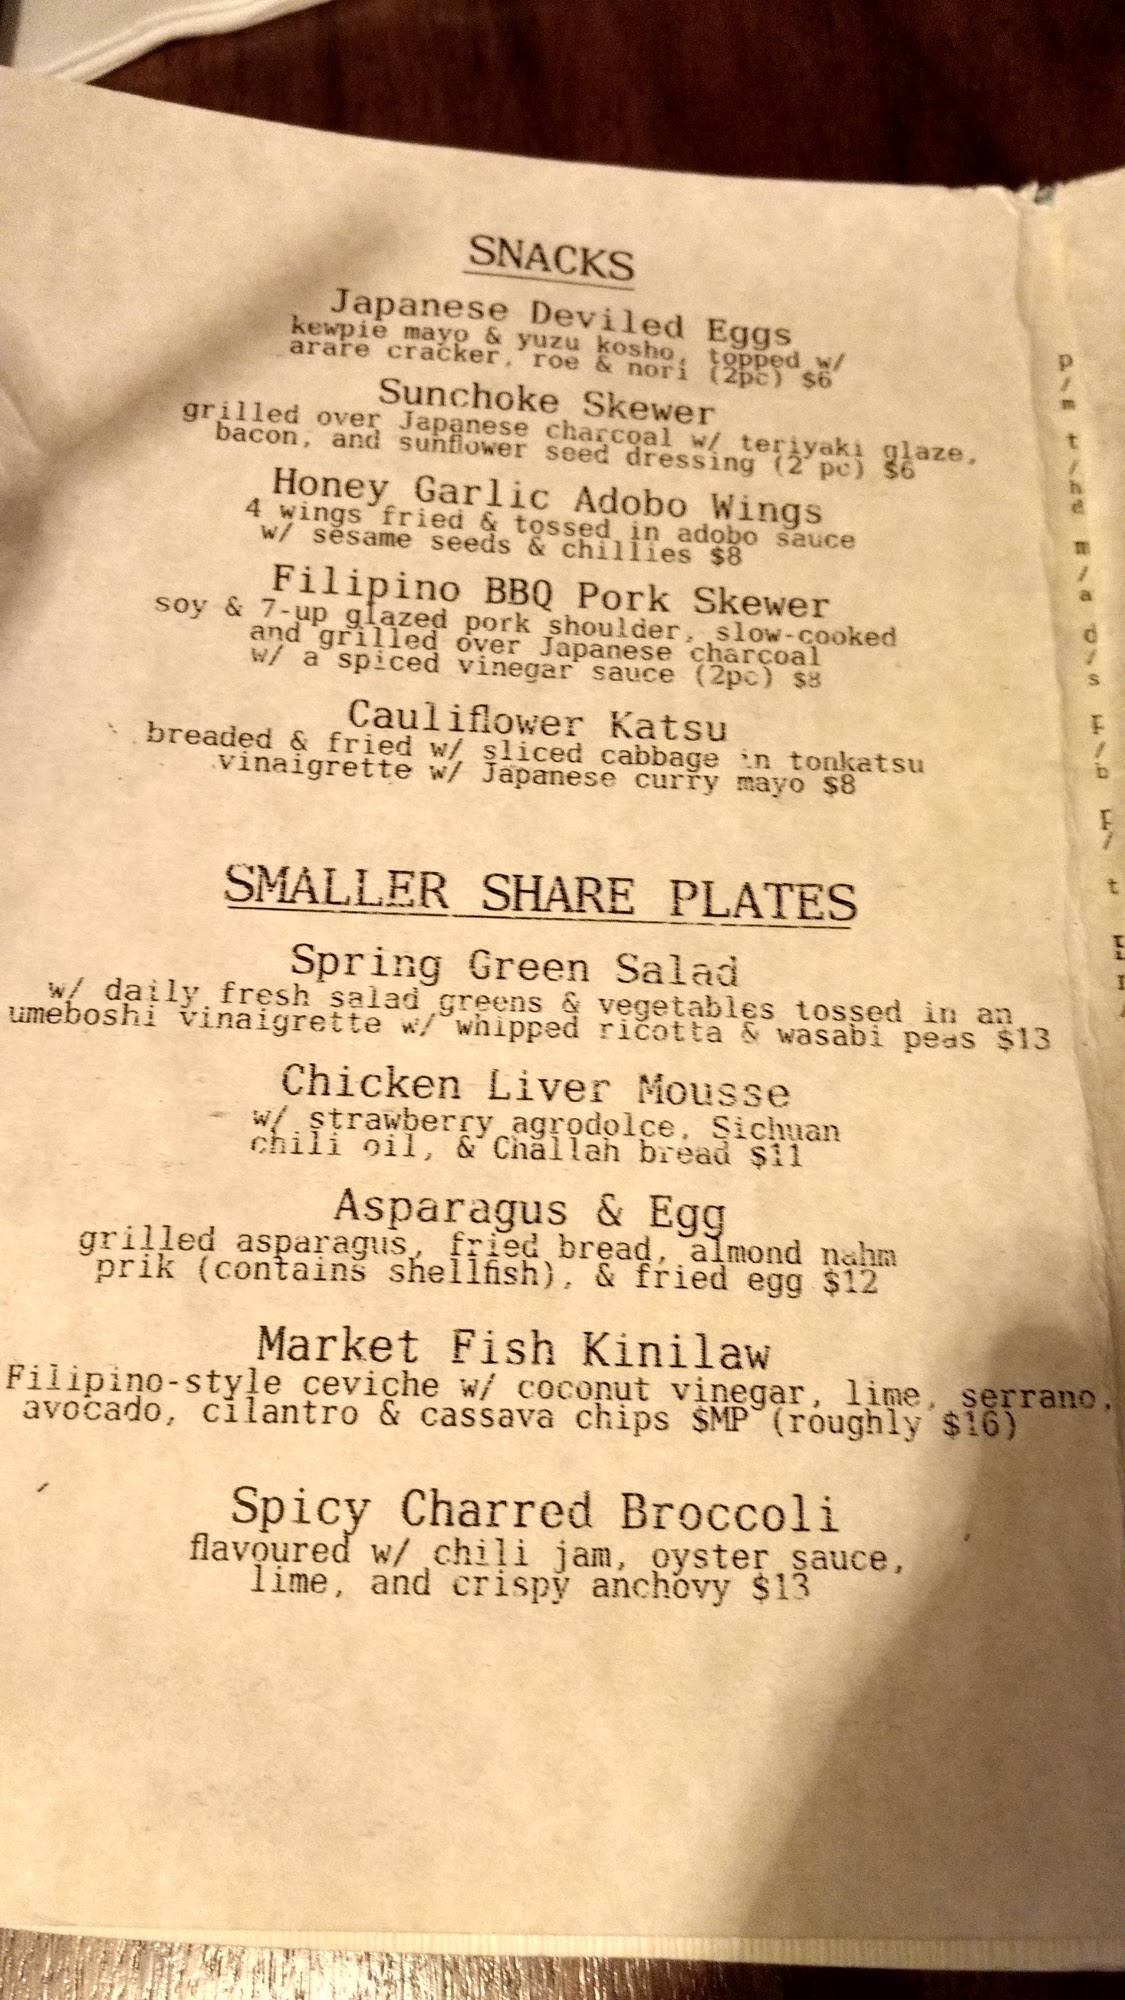 SNACKS
Japanese Deviled Eggs
kewpie mayo & yuzu kosho, topped w/
arare cracker, roe & nori (2pc) $6
Sunchoke Skewer
grilled over Japanese charcoal w/ teriyaki glaze,
bacon, and sunflower seed dressing (2 pc) $6
Honey Garlic Adobo Wings
4 wings fried & tossed in adobo sauce
w/ sesame seeds & chillies $8
Filipino BBQ Pork Skewer
soy & 7-up glazed pork shoulder, slow-cooked
and grilled over Japanese charcoal
w/ a spiced vinegar sauce (2pc) $8
Cauliflower Katsu
breaded & fried w/ sliced cabbage in tonkatsu
vinaigrette w/ Japanese curry mayo $8
SMALLER SHARE PLATES
Spring Green Salad
w/ daily fresh salad greens & vegetables tossed in an
umeboshi vinaigrette w/ whipped ricotta & wasabi peas $13
Chicken Liver Mousse
w/ strawberry agrodolce, Sichuan
chili oil, & Challah bread $11
Asparagus & Egg
grilled asparagus, fried bread, almond nahm
prik (contains shellfish), & fried egg $12
Market Fish Kinilaw
Filipino-style ceviche w/ coconut vinegar, lime, serrano,
avocado, cilantro & cassava chips $MP (roughly $16)
Spicy Charred Broccoli
flavoured w/ chili jam, oyster sauce,
lime, and crispy anchovy $13